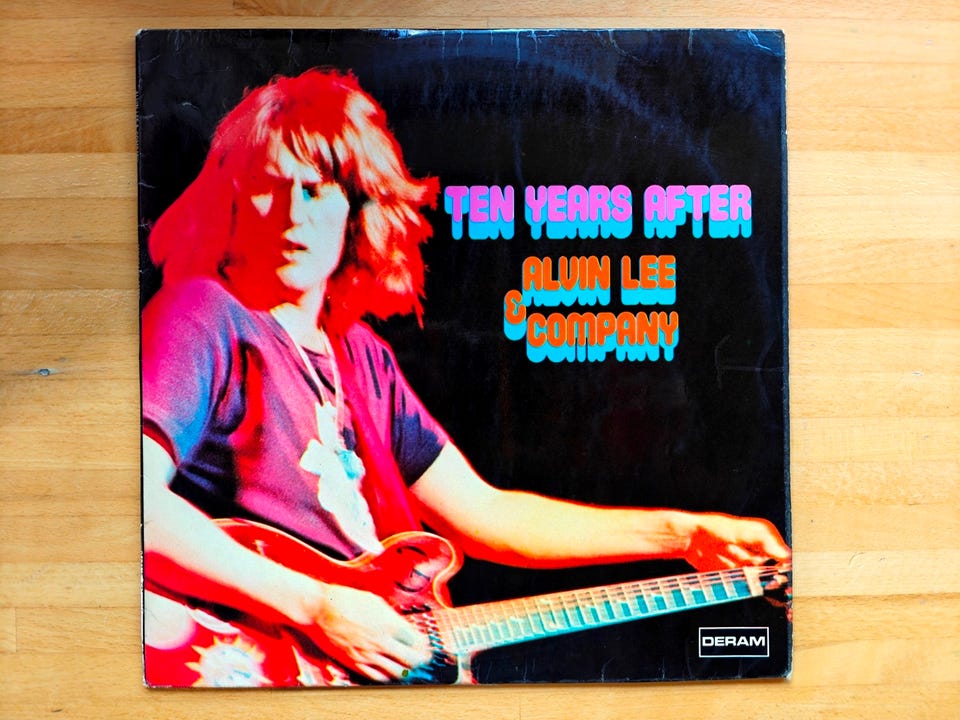 TEN YEARS AFTER
ALVIN LEE
& COMPANY
DERAM